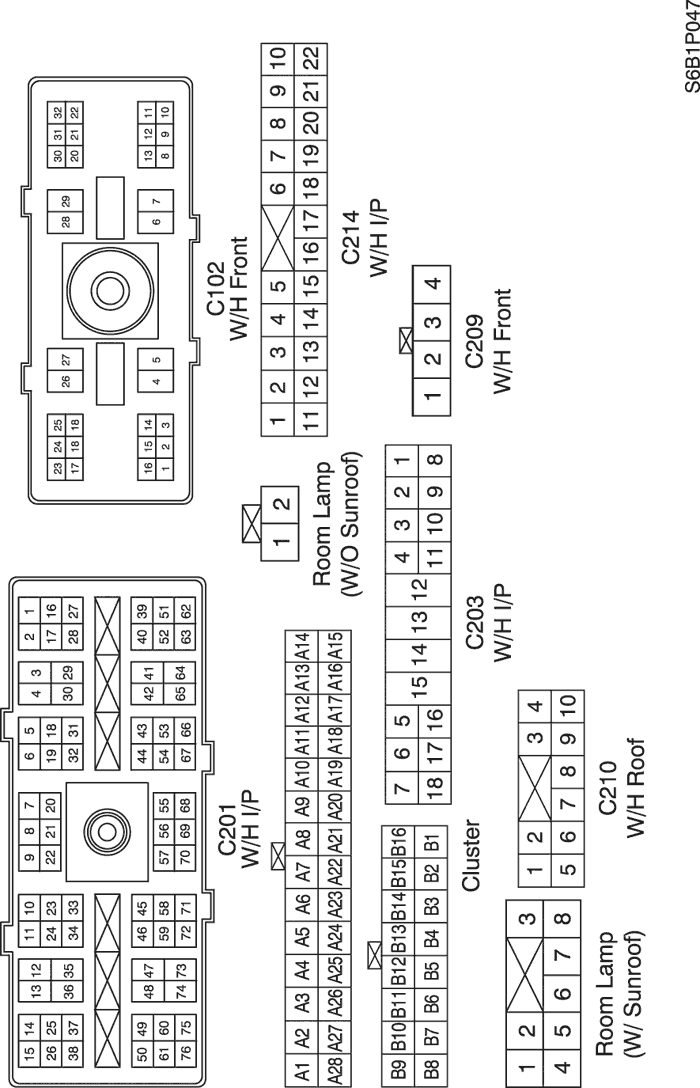 15 14 13 12 11 10 9 8 7 6 5 4 3 2 1
26 25 24 23 22 21 20 19 18 17 16
38 37 36 35 34 33 32 31 30 29 28 27
50 49 48 47 46 45 44 43 42 41 40 39
61 60 59 58 57 56 55 54 53 52 51
76 75 74 73 72 71 70 69 68 67 66 65 64 63 62
C201
W/H I/P
23 24 25 26 27 28 29 30 31 32
17 18 18 20 21 22
16 15 14 13 12 11
1 2 3 4 5 6 7 8 9 10
C102
W/H Front
A1 A2 A3 A4 A5 A6 A7 A8 A9 A10 A11 A12 A13 A14
A28 A27 A26 A25 A24 A23 A22 A21 A20 A19 A18 A17 A16 A15
B9 B10 B11 B12 B13 B14 B15 B16
B8 B7 B6 B5 B4 B3 B2 B1
Cluster
1 2
Room Lamp
(W/O Sunroof)
1 2 3 4 5 6 7 8 9 10
11 12 13 14 15 16 17 18 19 20 21 22
C214
W/H I/P
7 6 5 4 3 2 1
15 14 13 12
18 17 16 11 10 9 8
C203
W/H I/P
1 2 3 4
C209
W/H Front
1 2 3
4 5 6 7 8
Room Lamp
(W/ Sunroof)
1 2 3 4
5 6 7 8 9 10
C210
W/H Roof
S6B1P047